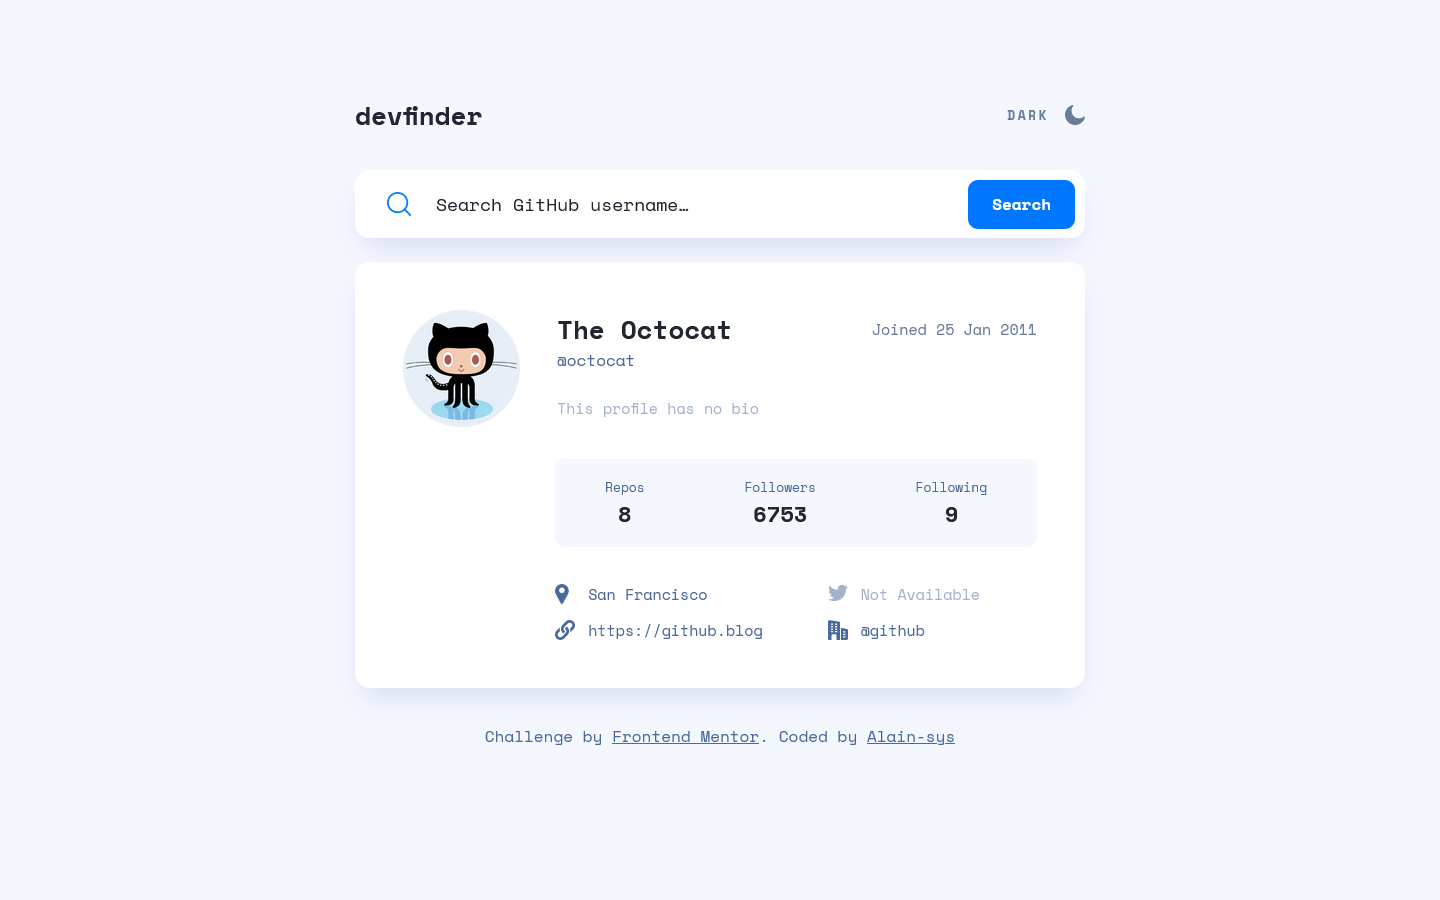 devfinder
DARK
Search GitHub username…
Search
The Octocat
Joined 25 Jan 2011
@octocat
This profile has no bio
Repos
Followers
Following
8
6753
9
San Francisco
Not Available
https://github.blog
@github
Challenge by Frontend Mentor. Coded by Alain-sys